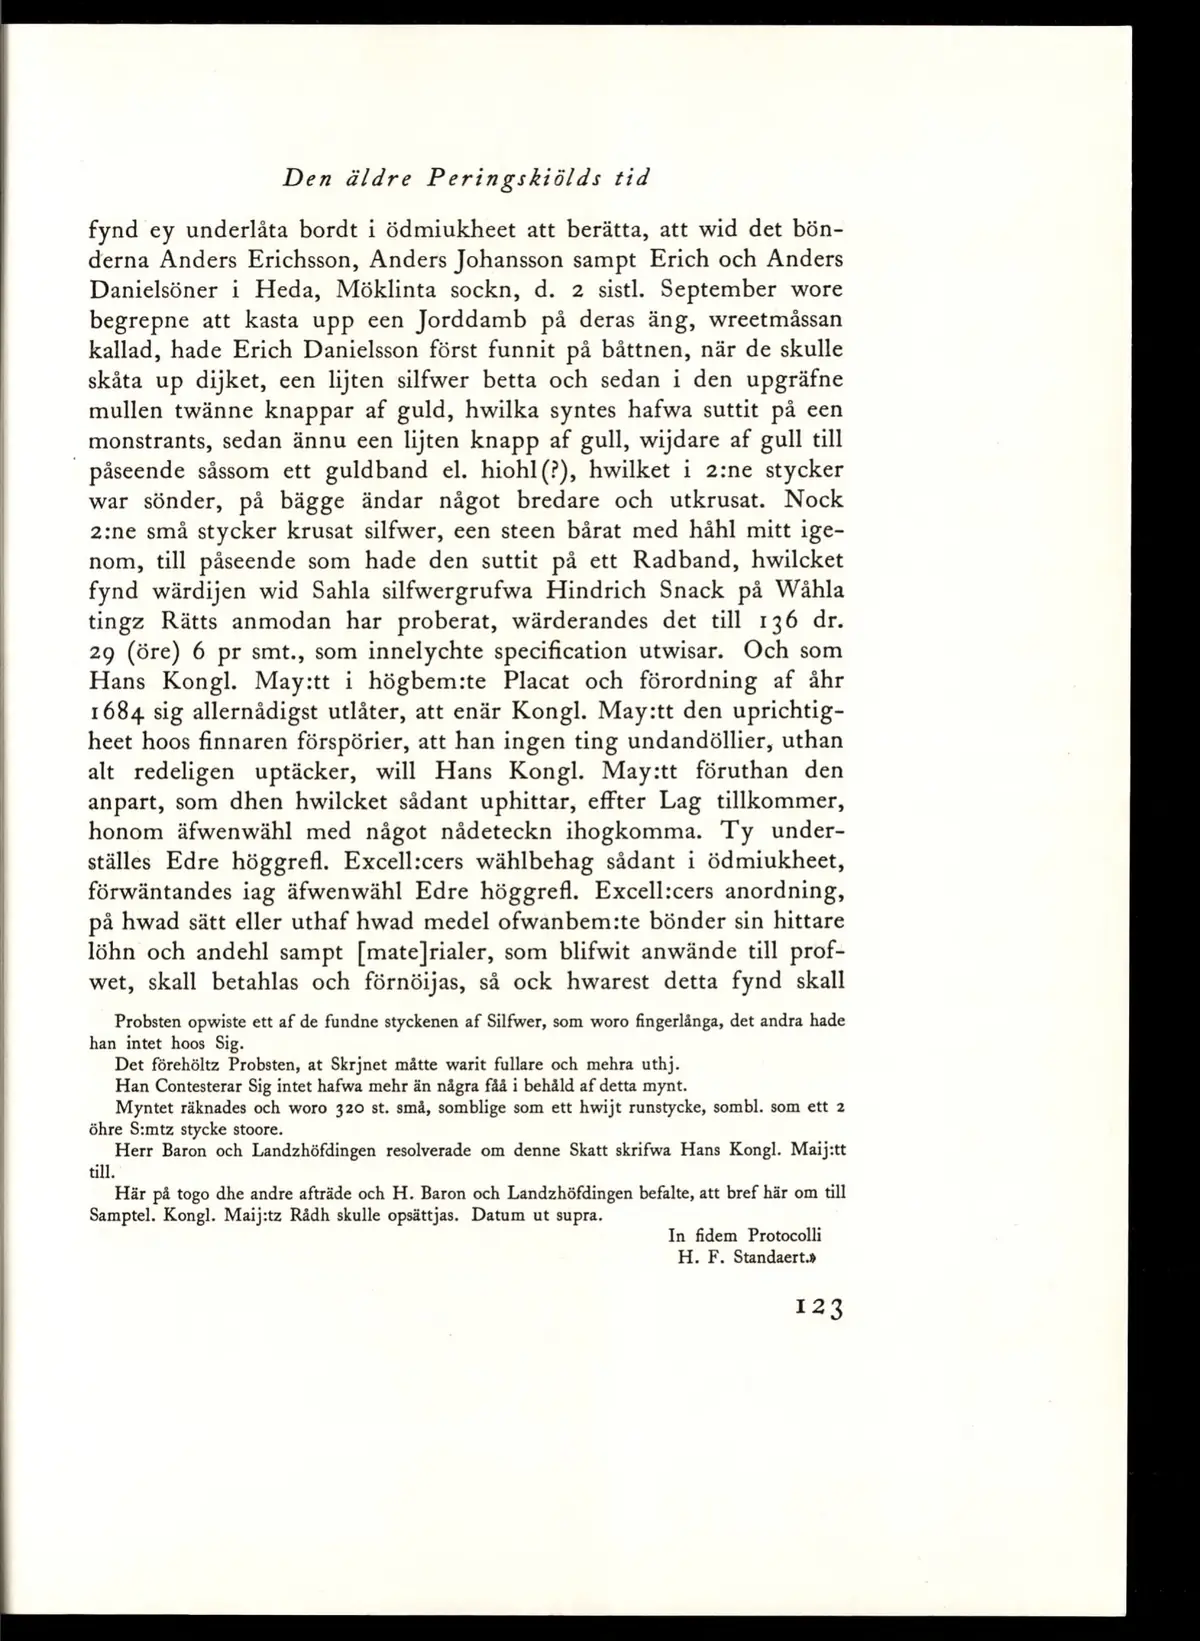 Den äldre Peringskiölds tid
fynd ey underlåta bordt i ödmiukheet att berätta, att wid det bön-
derna Anders Erichsson, Anders Johansson sampt Erich och Anders
Danielsöner i Heda, Möklinta sockn, d. 2 sistl. September wore
begrepne att kasta upp een Jorddamb på deras äng, wreetmåssan
kallad, hade Erich Danielsson först funnit på båttnen, när de skulle
skåta up dijket, een lijten silfwer betta och sedan i den upgräfne
mullen twänne knappar af guld, hwilka syntes hafwa suttit på een
monstrants, sedan ännu een lijten knapp af gull, wijdare af gull till
påseende såssom ett guldband el. hiohl(?), hwilket i 2:ne stycker
war sönder, på bägge ändar något bredare och utkrusat. Nock
2:ne små stycker krusat silfwer, een steen bårat med håhl mitt ige-
nom, till påseende som hade den suttit på ett Radband, hwilcket
fynd wärdijen wid Sahla silfwergrufwa Hindrich Snack på Wåhla
tingz Rätts anmodan har proberat, wärderandes det till 136 dr.
29 (öre) 6 pr smt., som innelychte specification utwisar. Och som
Hans Kongl. May:tt i högbem:te Placat och förordning af åhr
1684 sig allernådigst utlåter, att enär Kongl. May:tt den uprichtig-
heet hoos finnaren förspörier, att han ingen ting undandöllier, uthan
alt redeligen uptäcker, will Hans Kongl. May:tt föruthan den
anpart, som dhen hwilcket sådant uphittar, effter Lag tillkommer,
honom äfwenwähl med något nådeteckn ihogkomma. Ty under-
ställes Edre höggrefl. Excell:cers wählbehag sådant i ödmiukheet,
förwäntandes iag äfwenwähl Edre höggrefl. Excell:cers anordning,
på hwad sätt eller uthaf hwad medel ofwanbem:te bönder sin hittare
löhn och andehl sampt [mate]rialer, som blifwit anwände till prof-
wet, skall betahlas och förnöijas, så ock hwarest detta fynd skall
Probsten opwiste ett af de fundne styckenen af Silfwer, som woro fingerlånga, det andra hade
han intet hoos Sig.
Det förehöltz Probsten, at Skrjnet måtte warit fullare och mehra uthj.
Han Contesterar Sig intet hafwa mehr än några fåå i behåld af detta mynt.
Myntet räknades och woro 320 st. små, somblige som ett hwijt runstycke, sombl. som ett 2
öhre S:mtz stycke stoore.
Herr Baron och Landzhöfdingen resolverade om denne Skatt skrifwa Hans Kongl. Maij:tt
till.
Här på togo dhe andre afträde och H. Baron och Landzhöfdingen befalte, att bref här om till
Samptel. Kongl. Maij:tz Rådh skulle opsättjas. Datum ut supra.
In fidem Protocolli
H. F. Standaert.»
123